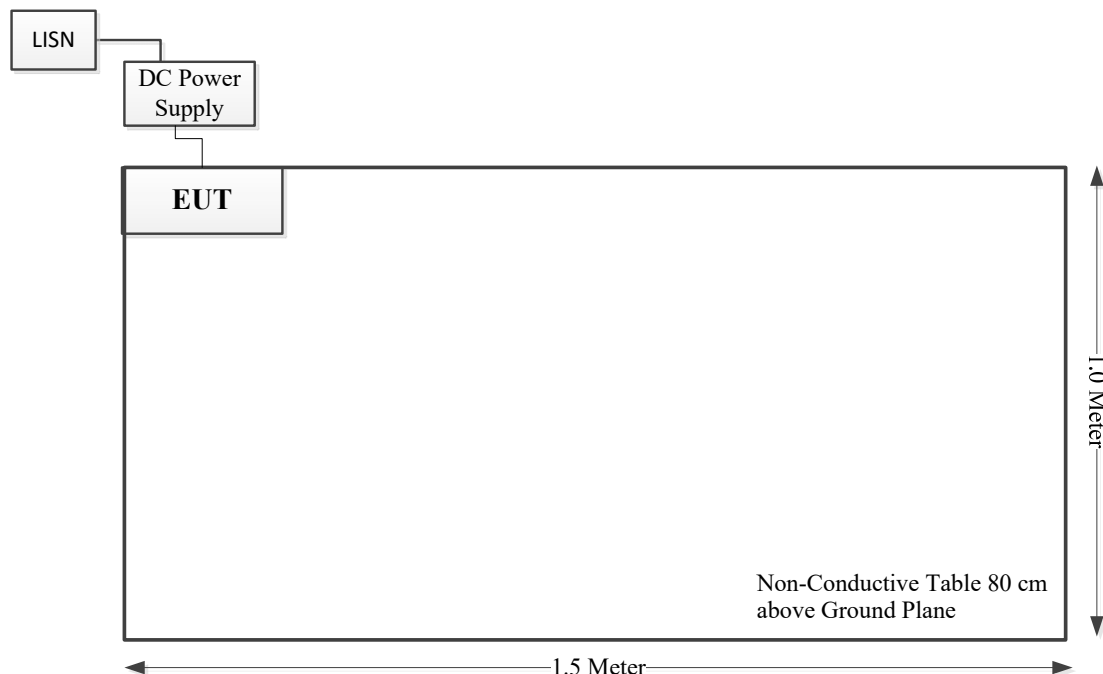 LISN
DC Power
Supply
EUT
1.0 Meter
Non-Conductive Table 80 cm
above Ground Plane
1.5 Meter